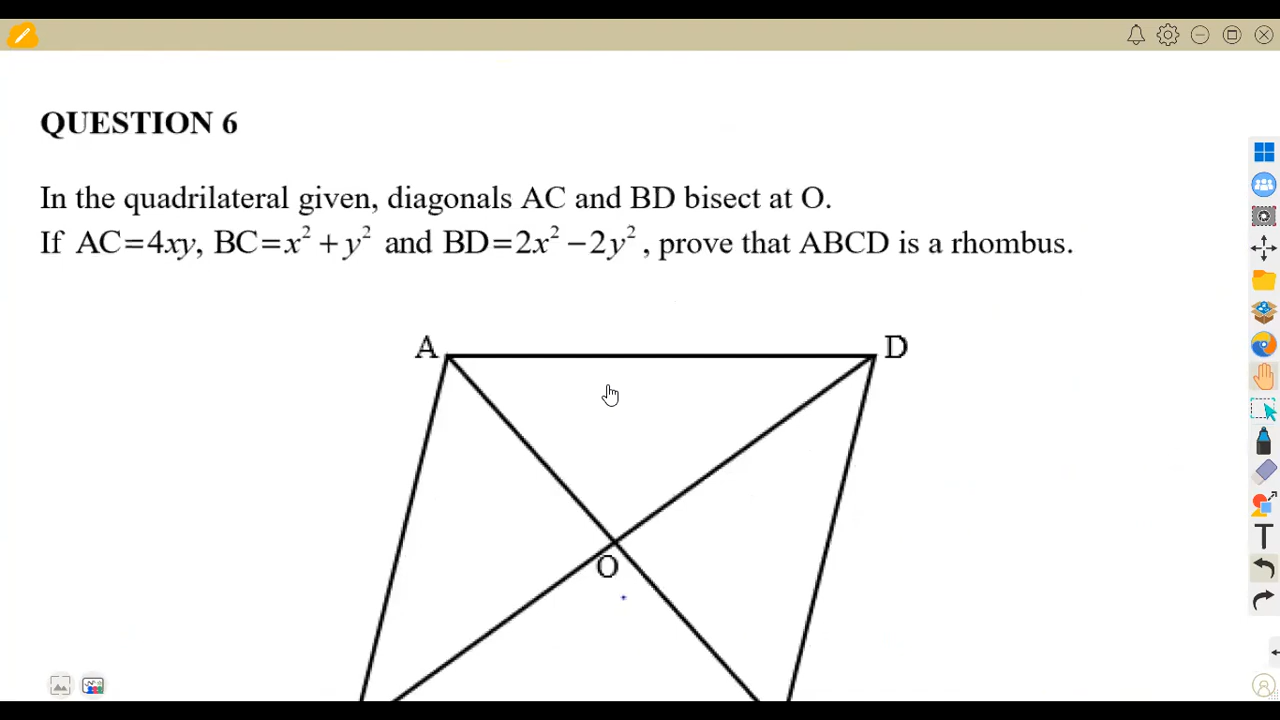 QUESTION 6
In the quadrilateral given, diagonals AC and BD bisect at O.
If AC=4xy, BC=x² + y² and BD=2x² −2y², prove that ABCD is a rhombus.
A
D
O
T